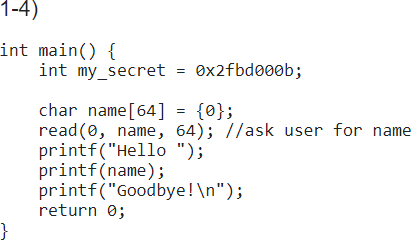 1-4)
int main() {
    int my_secret = 0x2fbd000b;

    char name[64] = {0};
    read(0, name, 64); //ask user for name
    printf("Hello ");
    printf(name);
    printf("Goodbye!\n");
    return 0;
}